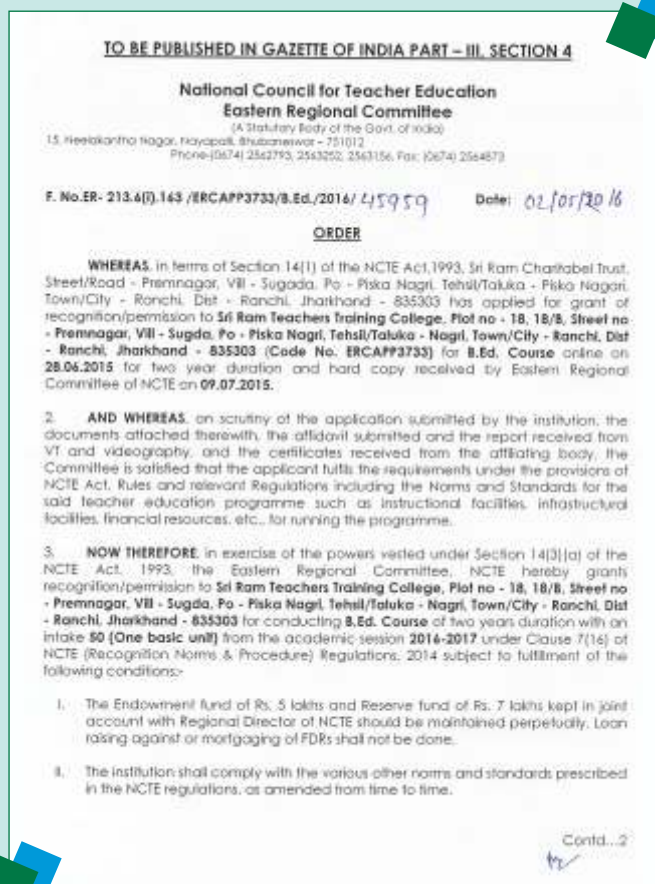 TO BE PUBLISHED IN GAZETTE OF INDIA PART – III, SECTION 4
National Council for Teacher Education
Eastern Regional Committee
(A Statutory Body of the Govt. of India)
15, Neelakantha Nagar, Nayapalli, Bhubaneswar – 751012
Phone-(0674) 2562793, 2563252, 2563156, Fax: (0674) 2564873
F. No.ER- 213.6(i).163 /ERCAPP3733/B.Ed./2016/ 45959 Date: 02/05/2016
ORDER
WHEREAS, in terms of Section 14(1) of the NCTE Act,1993, Sri Ram Charitabel Trust,
Street/Road - Premnagar, Vill - Sugada, Po - Piska Nagri, Tehsil/Taluka - Piska Nagari,
Town/City - Ranchi, Dist - Ranchi, Jharkhand - 835303 has applied for grant of
recognition/permission to Sri Ram Teachers Training College, Plot no - 18, 18/B, Street no
- Premnagar, Vill - Sugda, Po - Piska Nagri, Tehsil/Taluka - Nagri, Town/City - Ranchi, Dist
- Ranchi, Jharkhand - 835303 (Code No. ERCAPP3733) for B.Ed. Course online on
28.06.2015 for two year duration and hard copy received by Eastern Regional
Committee of NCTE on 09.07.2015.
2. AND WHEREAS, on scrutiny of the application submitted by the institution, the
documents attached therewith, the affidavit submitted and the report received from
VT and videography, and the certificates received from the affiliating body, the
Committee is satisfied that the applicant fulfils the requirements under the provisions of
NCTE Act, Rules and relevant Regulations including the Norms and Standards for the
said teacher education programme such as instructional facilities, infrastructural
facilities, financial resources, etc., for running the programme.
3. NOW THEREFORE, in exercise of the powers vested under Section 14(3)(a) of the
NCTE Act, 1993, the Eastern Regional Committee, NCTE hereby grants
recognition/permission to Sri Ram Teachers Training College, Plot no - 18, 18/B, Street no
- Premnagar, Vill - Sugda, Po - Piska Nagri, Tehsil/Taluka - Nagri, Town/City - Ranchi, Dist
- Ranchi, Jharkhand - 835303 for conducting B.Ed. Course of two years duration with an
intake 50 (One basic unit) from the academic session 2016-2017 under Clause 7(16) of
NCTE (Recognition Norms & Procedure) Regulations, 2014 subject to fulfillment of the
following conditions:-
I. The Endowment fund of Rs. 5 lakhs and Reserve fund of Rs. 7 lakhs kept in joint
account with Regional Director of NCTE should be maintained perpetually. Loan
raising against or mortgaging of FDRs shall not be done.
II. The institution shall comply with the various other norms and standards prescribed
in the NCTE regulations, as amended from time to time.
Contd...2